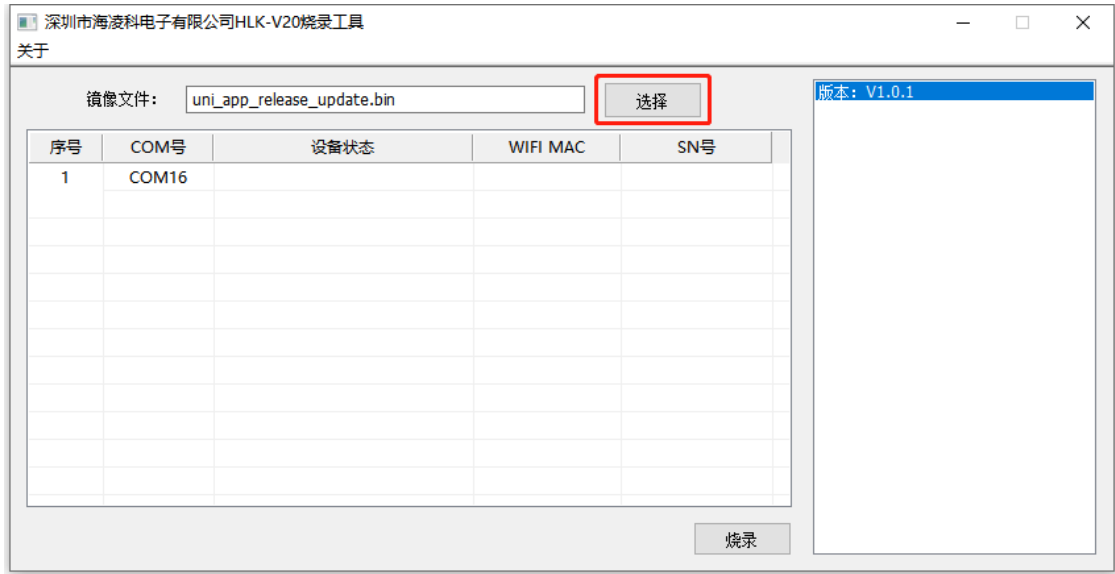 深圳市海凌科电子有限公司HLK-V20烧录工具
关于
镜像文件： uni_app_release_update.bin 选择
版本：V1.0.1
序号 COM号 设备状态 WIFI MAC SN号
1 COM16
烧录